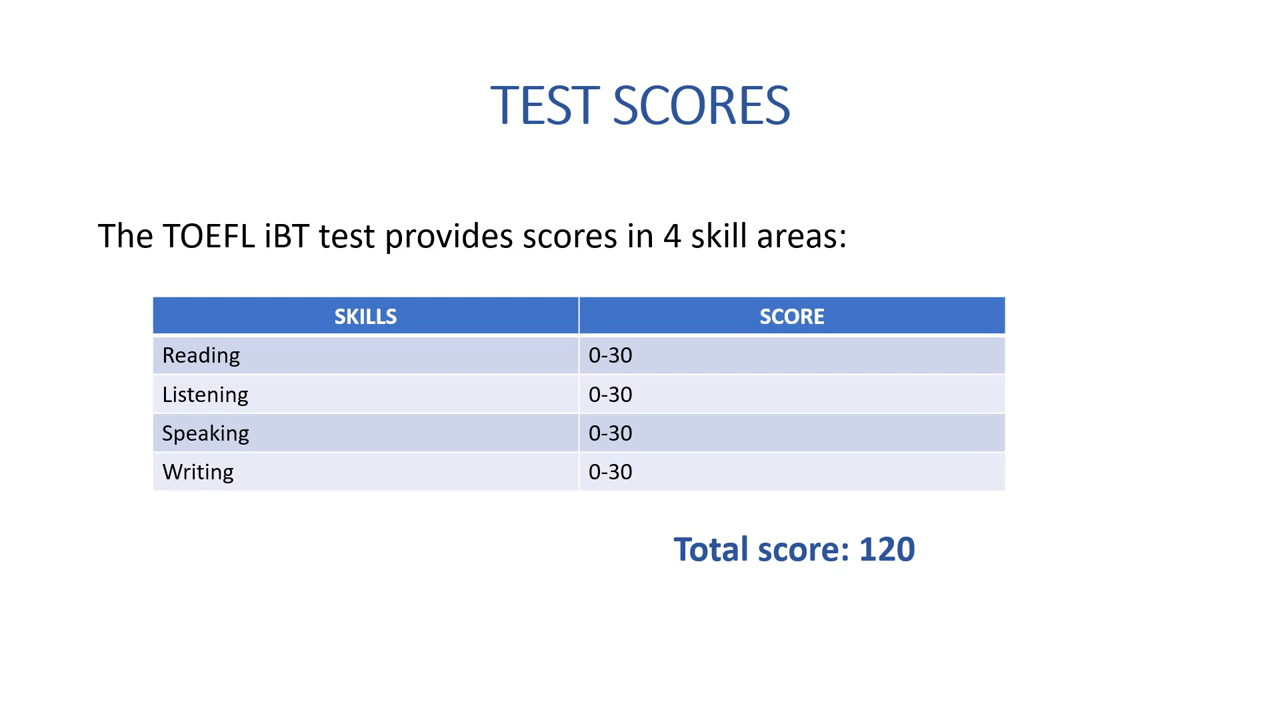 TEST SCORES
The TOEFL iBT test provides scores in 4 skill areas:
SKILLS SCORE
Reading 0-30
Listening 0-30
Speaking 0-30
Writing 0-30
Total score: 120